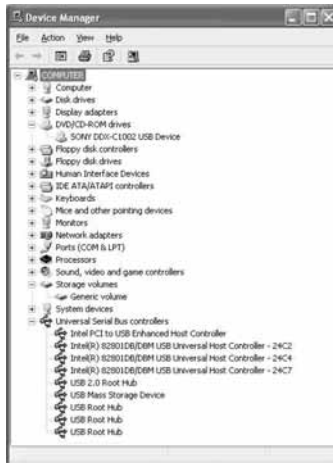 Device Manager
File Action View Help
COMPUTER
Computer
Disk drives
Display adapters
DVD/CD-ROM drives
SONY DDX-C1002 USB Device
Floppy disk controllers
Floppy disk drives
Human Interface Devices
IDE ATA/ATAPI controllers
Keyboards
Mice and other pointing devices
Monitors
Network adapters
Ports (COM & LPT)
Processors
Sound, video and game controllers
Storage volumes
Generic volume
System devices
Universal Serial Bus controllers
Intel PCI to USB Enhanced Host Controller
Intel(R) 82801DB/DBM USB Universal Host Controller - 24C2
Intel(R) 82801DB/DBM USB Universal Host Controller - 24C4
Intel(R) 82801DB/DBM USB Universal Host Controller - 24C7
USB 2.0 Root Hub
USB Mass Storage Device
USB Root Hub
USB Root Hub
USB Root Hub